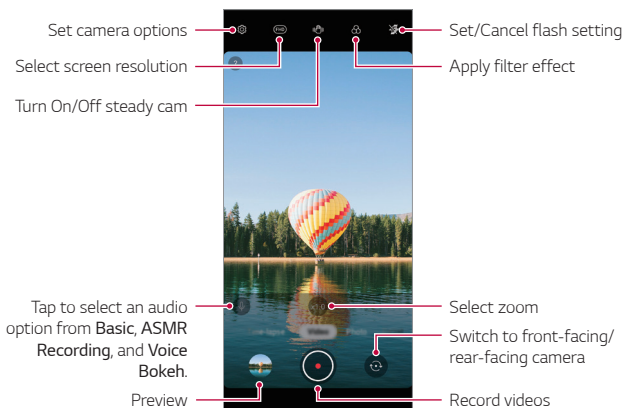 Set camera options
Set/Cancel flash setting
FHD
Select screen resolution
Apply filter effect
Turn On/Off steady cam
Tap to select an audio
option from Basic, ASMR
Recording, and Voice
Bokeh.
Select zoom
Video
Photo
Switch to front-facing/
rear-facing camera
Preview
Record videos